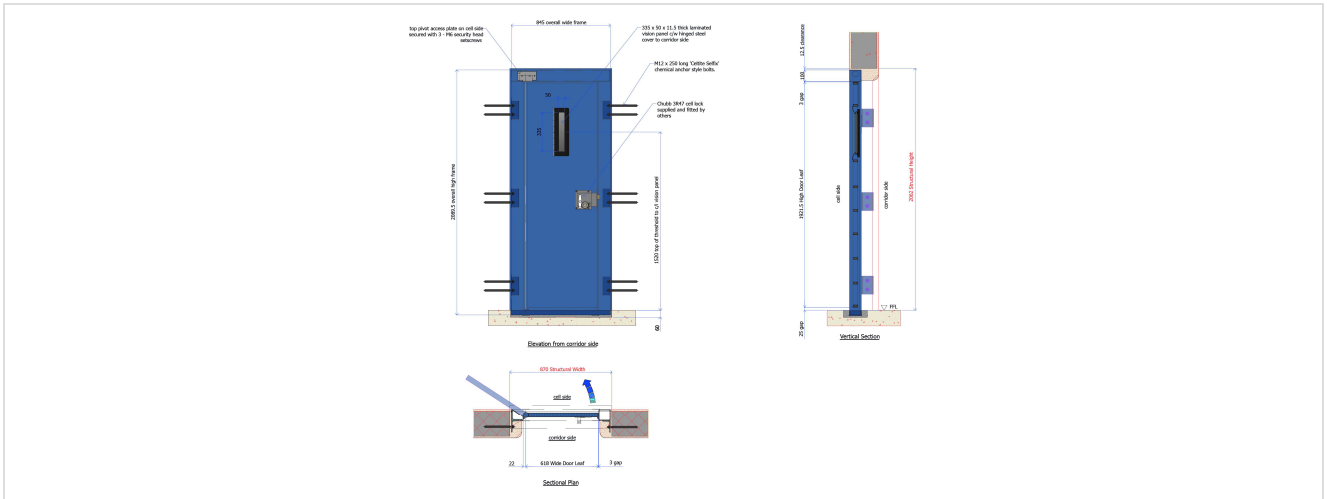 845 overall wide frame
top pivot access plate on cell side
secured with 3 - M6 security head
setscrews
335 x 50 x 11.5 thick laminated
vision panel c/w hinged steel
cover to corridor side
M12 x 250 long 'Celtite Selfix'
chemical anchor style bolts.
Chubb 3R47 cell lock
supplied and fitted by
others
50
335
2089.5 overall high frame
1520 top of threshold to c/l vision panel
60
Elevation from corridor side
12.5 clearance
100
3 gap
1921.5 High Door Leaf
cell side
corridor side
2062 Structural Height
FFL
25 gap
Vertical Section
870 Structural Width
cell side
corridor side
22
618 Wide Door Leaf
3 gap
Sectional Plan